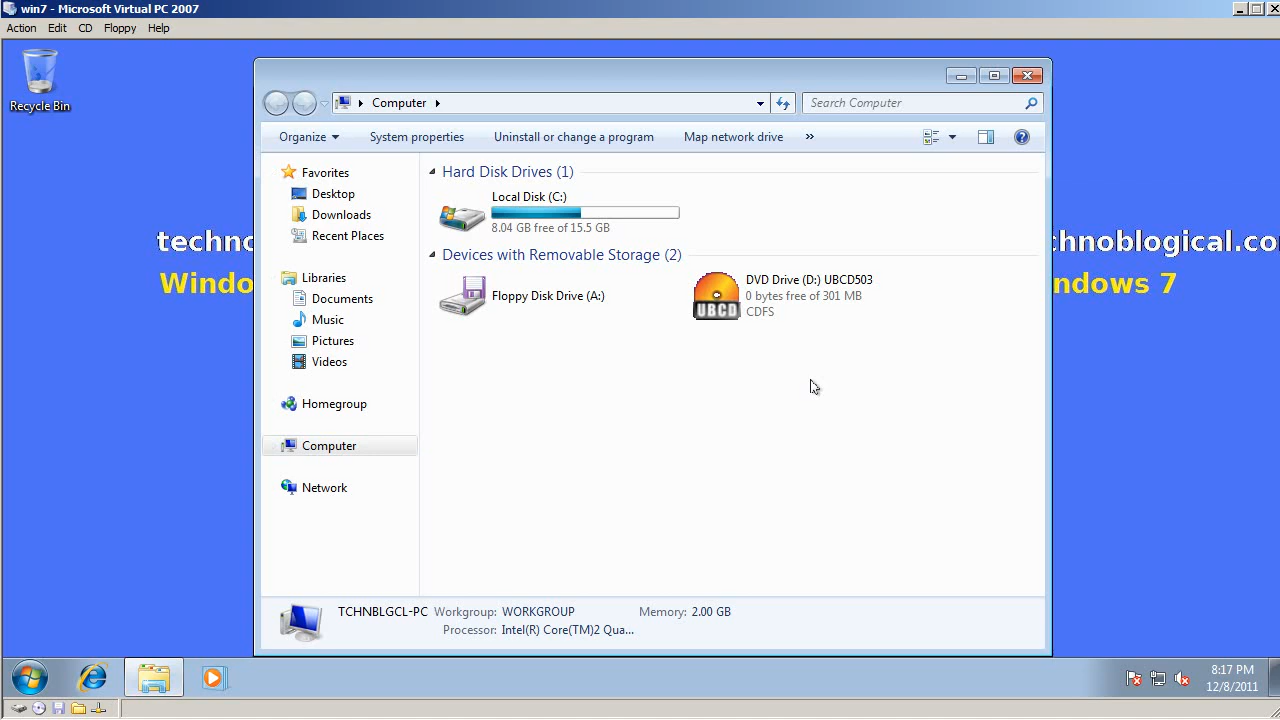 win7 - Microsoft Virtual PC 2007
Action Edit CD Floppy Help
Recycle Bin
Computer
Search Computer
Organize System properties Uninstall or change a program Map network drive »
Favorites
Desktop
Downloads
Recent Places
Libraries
Documents
Music
Pictures
Videos
Homegroup
Computer
Network
Hard Disk Drives (1)
Local Disk (C:)
8.04 GB free of 15.5 GB
Devices with Removable Storage (2)
Floppy Disk Drive (A:)
UBCD
DVD Drive (D:) UBCD503
0 bytes free of 301 MB
CDFS
techno
Windo
chnoblogical.co
ndows 7
TCHNBLGCL-PC Workgroup: WORKGROUP Memory: 2.00 GB
Processor: Intel(R) Core(TM)2 Qua...
8:17 PM
12/8/2011